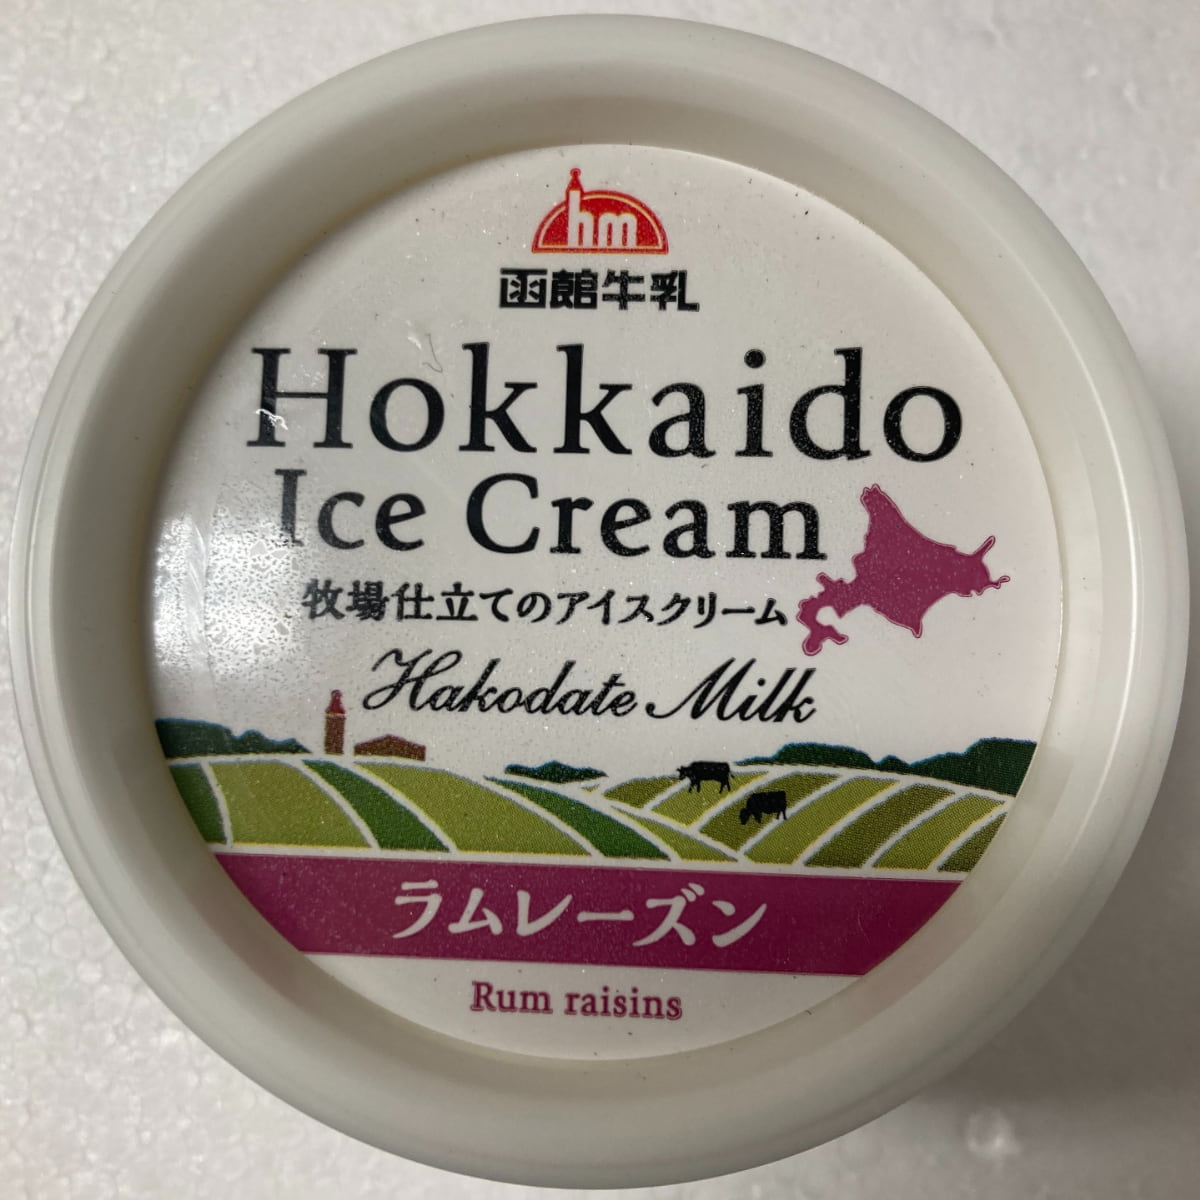 hm
函館牛乳
Hokkaido
Ice Cream
牧場仕立てのアイスクリーム
Hakodate Milk
ラムレーズン
Rum raisins